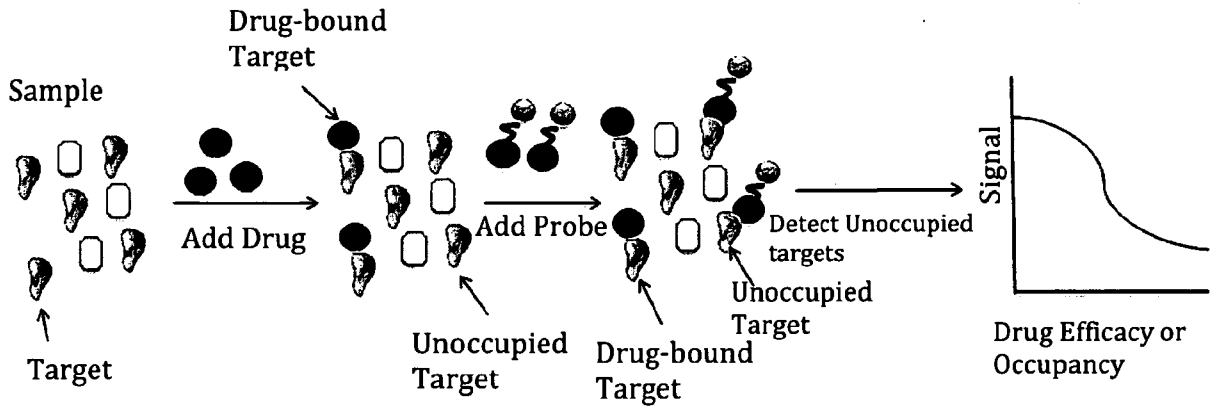 Sample
Target
Drug-bound
Target
Add Drug
Unoccupied
Target
Add Probe
Drug-bound
Target
Unoccupied
Target
Detect Unoccupied
targets
Signal
Drug Efficacy or
Occupancy